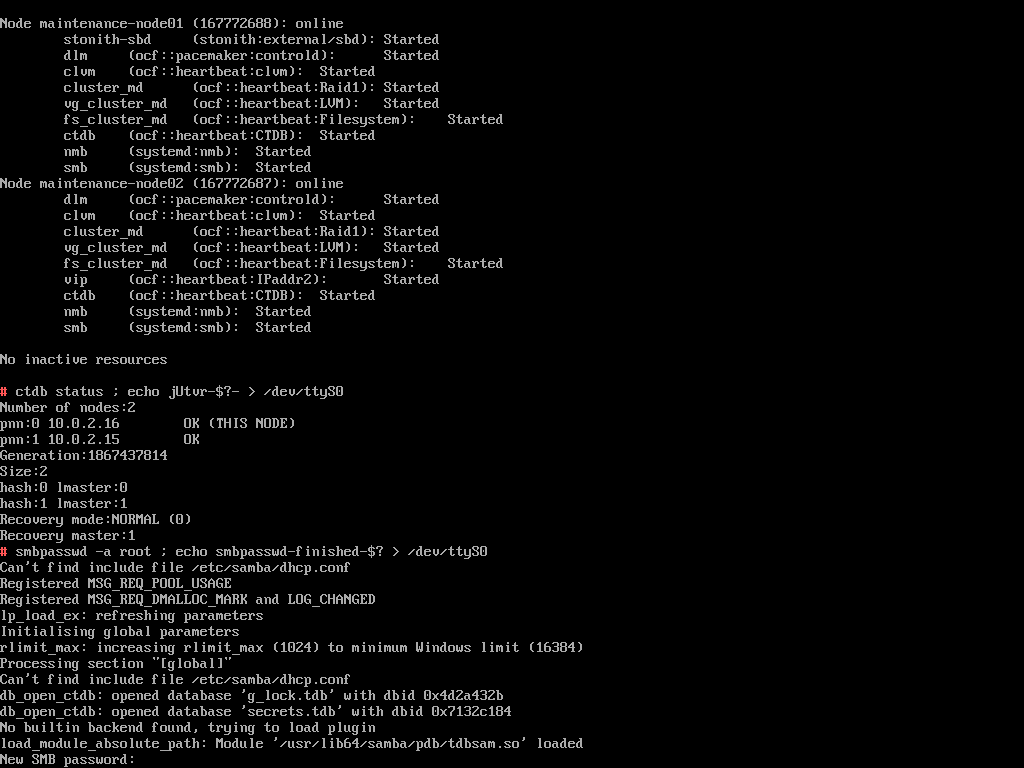 Node maintenance-node01 (167772688): online
        stonith-sbd     (stonith:external/sbd): Started
        dlm     (ocf::pacemaker:controld):      Started
        clvm    (ocf::heartbeat:clvm):  Started
        cluster_md      (ocf::heartbeat:Raid1): Started
        vg_cluster_md   (ocf::heartbeat:LVM):   Started
        fs_cluster_md   (ocf::heartbeat:Filesystem):    Started
        ctdb    (ocf::heartbeat:CTDB):  Started
        nmb     (systemd:nmb):  Started
        smb     (systemd:smb):  Started
Node maintenance-node02 (167772687): online
        dlm     (ocf::pacemaker:controld):      Started
        clvm    (ocf::heartbeat:clvm):  Started
        cluster_md      (ocf::heartbeat:Raid1): Started
        vg_cluster_md   (ocf::heartbeat:LVM):   Started
        fs_cluster_md   (ocf::heartbeat:Filesystem):    Started
        vip     (ocf::heartbeat:IPaddr2):       Started
        ctdb    (ocf::heartbeat:CTDB):  Started
        nmb     (systemd:nmb):  Started
        smb     (systemd:smb):  Started

No inactive resources

# ctdb status ; echo jUtvr-$?- > /dev/ttyS0
Number of nodes:2
pnn:0 10.0.2.16        OK (THIS NODE)
pnn:1 10.0.2.15        OK
Generation:1867437814
Size:2
hash:0 lmaster:0
hash:1 lmaster:1
Recovery mode:NORMAL (0)
Recovery master:1
# smbpasswd -a root ; echo smbpasswd-finished-$? > /dev/ttyS0
Can't find include file /etc/samba/dhcp.conf
Registered MSG_REQ_POOL_USAGE
Registered MSG_REQ_DMALLOC_MARK and LOG_CHANGED
lp_load_ex: refreshing parameters
Initialising global parameters
rlimit_max: increasing rlimit_max (1024) to minimum Windows limit (16384)
Processing section "[global]"
Can't find include file /etc/samba/dhcp.conf
db_open_ctdb: opened database 'g_lock.tdb' with dbid 0x4d2a432b
db_open_ctdb: opened database 'secrets.tdb' with dbid 0x7132c184
No builtin backend found, trying to load plugin
load_module_absolute_path: Module '/usr/lib64/samba/pdb/tdbsam.so' loaded
New SMB password: